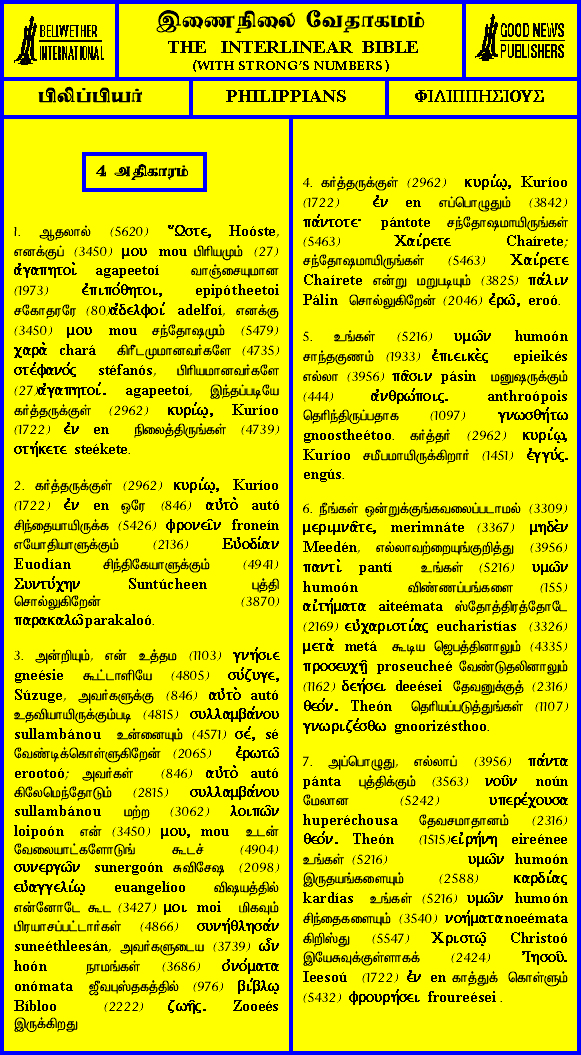 BELLWETHER
INTERNATIONAL
இணைநிலை வேதாகமம்
THE INTERLINEAR BIBLE
(WITH STRONG'S NUMBERS)
GOOD NEWS
PUBLISHERS
பிலிப்பியர்
PHILIPPIANS
ΦΙΛΙΠΠΗΣΙΟΥΣ
4 அதிகாரம்
1. ஆதலால் (5620) Ὥστε, Hoóste,
எனக்குப் (3450) μου mou பிரியமும் (27)
ἀγαπητοὶ agapeetoí வாஞ்சையுமான
(1973) ἐπιπόθητοι, epipótheetoi
சகோதரரே (80)ἀδελφοί adelfoí, எனக்கு
(3450) μου mou சந்தோஷமும் (5479)
χαρὰ chará கிரீடமுமானவர்களே (4735)
στέφανός stéfanós, பிரியமானவர்களே
(27)ἀγαπητοί. agapeetoí, இந்தப்படியே
கர்த்தருக்குள் (2962) κυρίῳ, Kuríoo
(1722) ἐν en நிலைத்திருங்கள் (4739)
στήκετε steékete.
2. கர்த்தருக்குள் (2962) κυρίῳ, Kuríoo
(1722) ἐν en ஒரே (846) αὐτὸ autó
சிந்தையாயிருக்க (5426) φρονεῖν froneín
எயோதியாளுக்கும் (2136) Εὐοδίαν
Euodían சிந்திகேயாளுக்கும் (4941)
Συντύχην Suntúcheen புத்தி
சொல்லுகிறேன் (3870)
παρακαλῶ parakaloó.
3. அன்றியும், என் உத்தம (1103) γνήσιε
gneésie கூட்டாளியே (4805) σύζυγε,
Súzuge, அவர்களுக்கு (846) αὐτὸ autó
உதவியாயிருக்கும்படி (4815) συλλαμβάνου
sullambánou உன்னையும் (4571) σέ, sé
வேண்டிக்கொள்ளுகிறேன் (2065) ἐρωτῶ
erootoó; அவர்கள் (846) αὐτὸ autó
கிலேமெந்தோடும் (2815) συλλαμβάνου
sullambánou மற்ற (3062) λοιπῶν
loipoón என் (3450) μου, mou உடன்
வேலையாட்களோடுங் கூடச் (4904)
συνεργῶν sunergoón சுவிசேஷ (2098)
εὐαγγελίῳ euangelíoo விஷயத்தில்
என்னோடே கூட (3427) μοι moi மிகவும்
பிரயாசப்பட்டார்கள் (4866) συνήθλησάν
suneéthleesán, அவர்களுடைய (3739) ὧν
hoón நாமங்கள் (3686) ὀνόματα
onómata ஜீவபுஸ்தகத்தில் (976) βίβλῳ
Bíbloo (2222) ζωῆς. Zooeés
இருக்கிறது
4. கர்த்தருக்குள் (2962) κυρίῳ, Kuríoo
(1722) ἐν en எப்பொழுதும் (3842)
πάντοτε· pántote சந்தோஷமாயிருங்கள்
(5463) Χαίρετε Chaírete;
சந்தோஷமாயிருங்கள் (5463) Χαίρετε
Chaírete என்று மறுபடியும் (3825) πάλιν
Pálin சொல்லுகிறேன் (2046) ἐρῶ, eroó.
5. உங்கள் (5216) υμῶν humoón
சாந்தகுணம் (1933) ἐπιεικὲς epieikés
எல்லா (3956) πᾶσιν pásin மனுஷருக்கும்
(444) ἀνθρώποις. anthroópois
தெரிந்திருப்பதாக (1097) γνωσθήτω
gnoostheétoo. கர்த்தர் (2962) κυρίῳ,
Kuríoo சமீபமாயிருக்கிறார் (1451) ἐγγύς.
engús.
6. நீங்கள் ஒன்றுக்குங்கவலைப்படாமல் (3309)
μεριμνᾶτε, merimnáte (3367) μηδὲν
Meedén, எல்லாவற்றையுங்குறித்து (3956)
παντὶ pantí உங்கள் (5216) υμῶν
humoón விண்ணப்பங்களை (155)
αἰτήματα aiteémata ஸ்தோத்திரத்தோடே
(2169) εὐχαριστίας eucharistías (3326)
μετὰ metá கூடிய ஜெபத்தினாலும் (4335)
προσευχῇ proseucheé வேண்டுதலினாலும்
(1162) δεήσει deeései தேவனுக்குத் (2316)
θεόν. Theón தெரியப்படுத்துங்கள் (1107)
γνωριζέσθω gnoorizésthoo.
7. அப்பொழுது, எல்லாப் (3956) πάντα
pánta புத்திக்கும் (3563) νοῦν noún
மேலான (5242) υπερέχουσα
huperéchousa தேவசமாதானம் (2316)
θεόν. Theón (1515)εἰρήνη eireénee
உங்கள் (5216) υμῶν humoón
இருதயங்களையும் (2588) καρδίας
kardías உங்கள் (5216) υμῶν humoón
சிந்தைகளையும் (3540) νοήματα noeémata
கிறிஸ்து (5547) Χριστῷ Christoó
இயேசுவுக்குள்ளாகக் (2424) Ἰησοῦ.
Ieesoú (1722) ἐν en காத்துக் கொள்ளும்
(5432) φρουρήσει froureései .